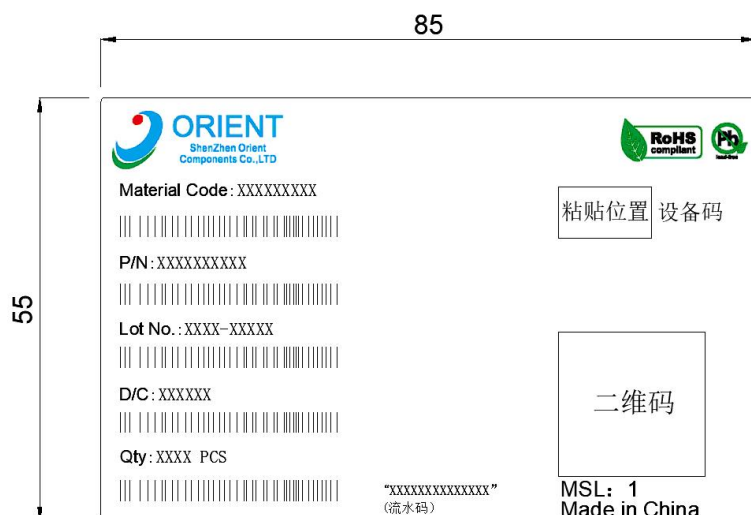 85
55
ORIENT
ShenZhen Orient
Components Co.,LTD
RoHS
compliant
Pb
lead-free
Material Code: XXXXXXXXX
粘贴位置 设备码
P/N: XXXXXXXXXX
Lot No.: XXXX-XXXXX
D/C: XXXXXX
二维码
Qty: XXXX PCS
“XXXXXXXXXXXXXX”
(流水码)
MSL: 1
Made in China